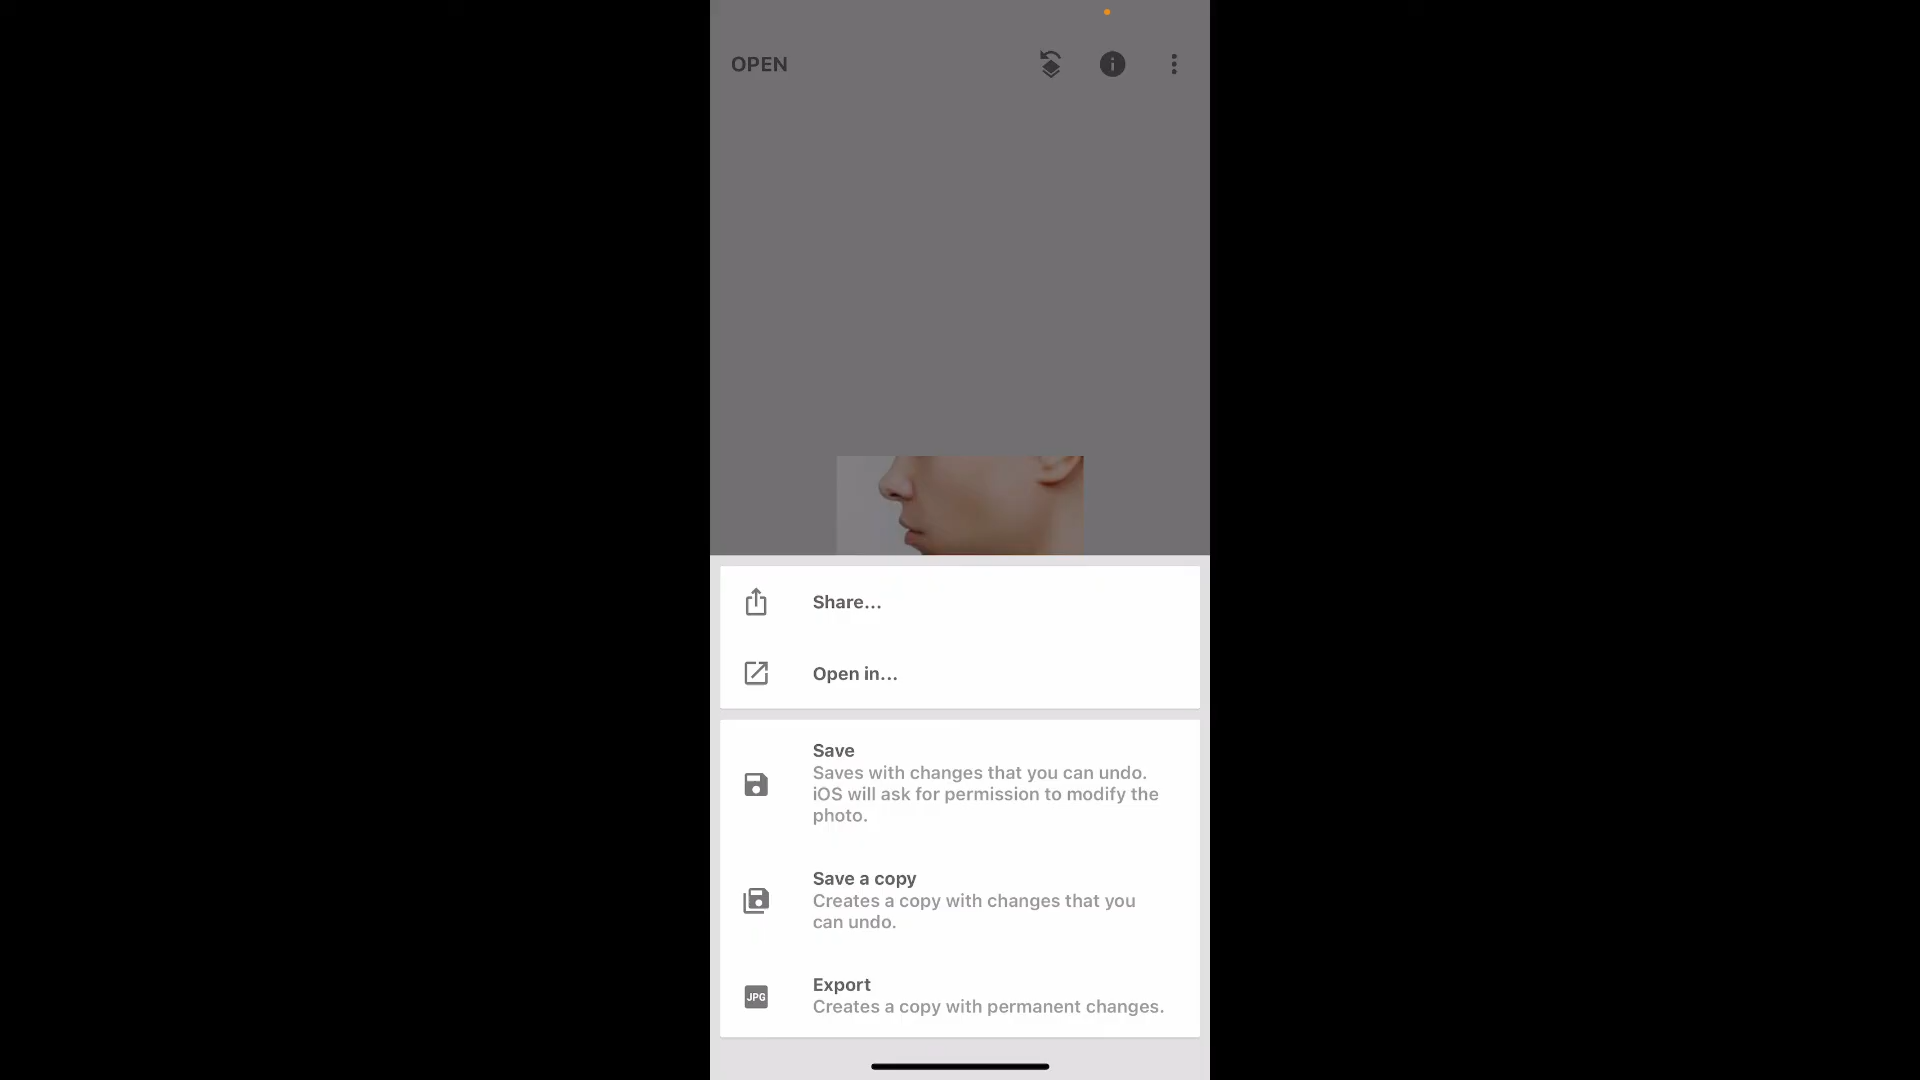 OPEN
Share...
Open in...
Save
Saves with changes that you can undo.
iOS will ask for permission to modify the
photo.
Save a copy
Creates a copy with changes that you
can undo.
JPG
Export
Creates a copy with permanent changes.